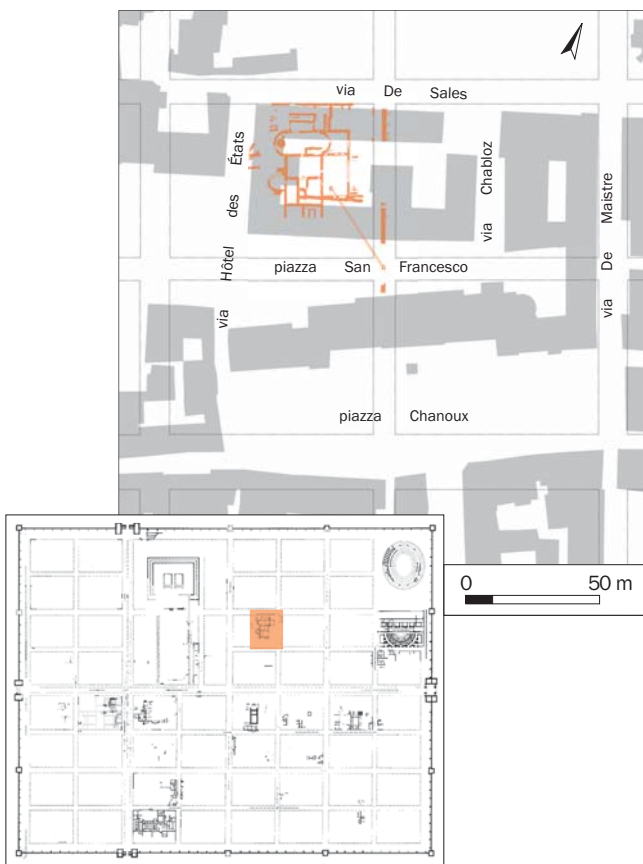 via De Sales
via Hôtel des États
via Chabloz
via De Maistre
piazza San Francesco
piazza Chanoux
0 50 m